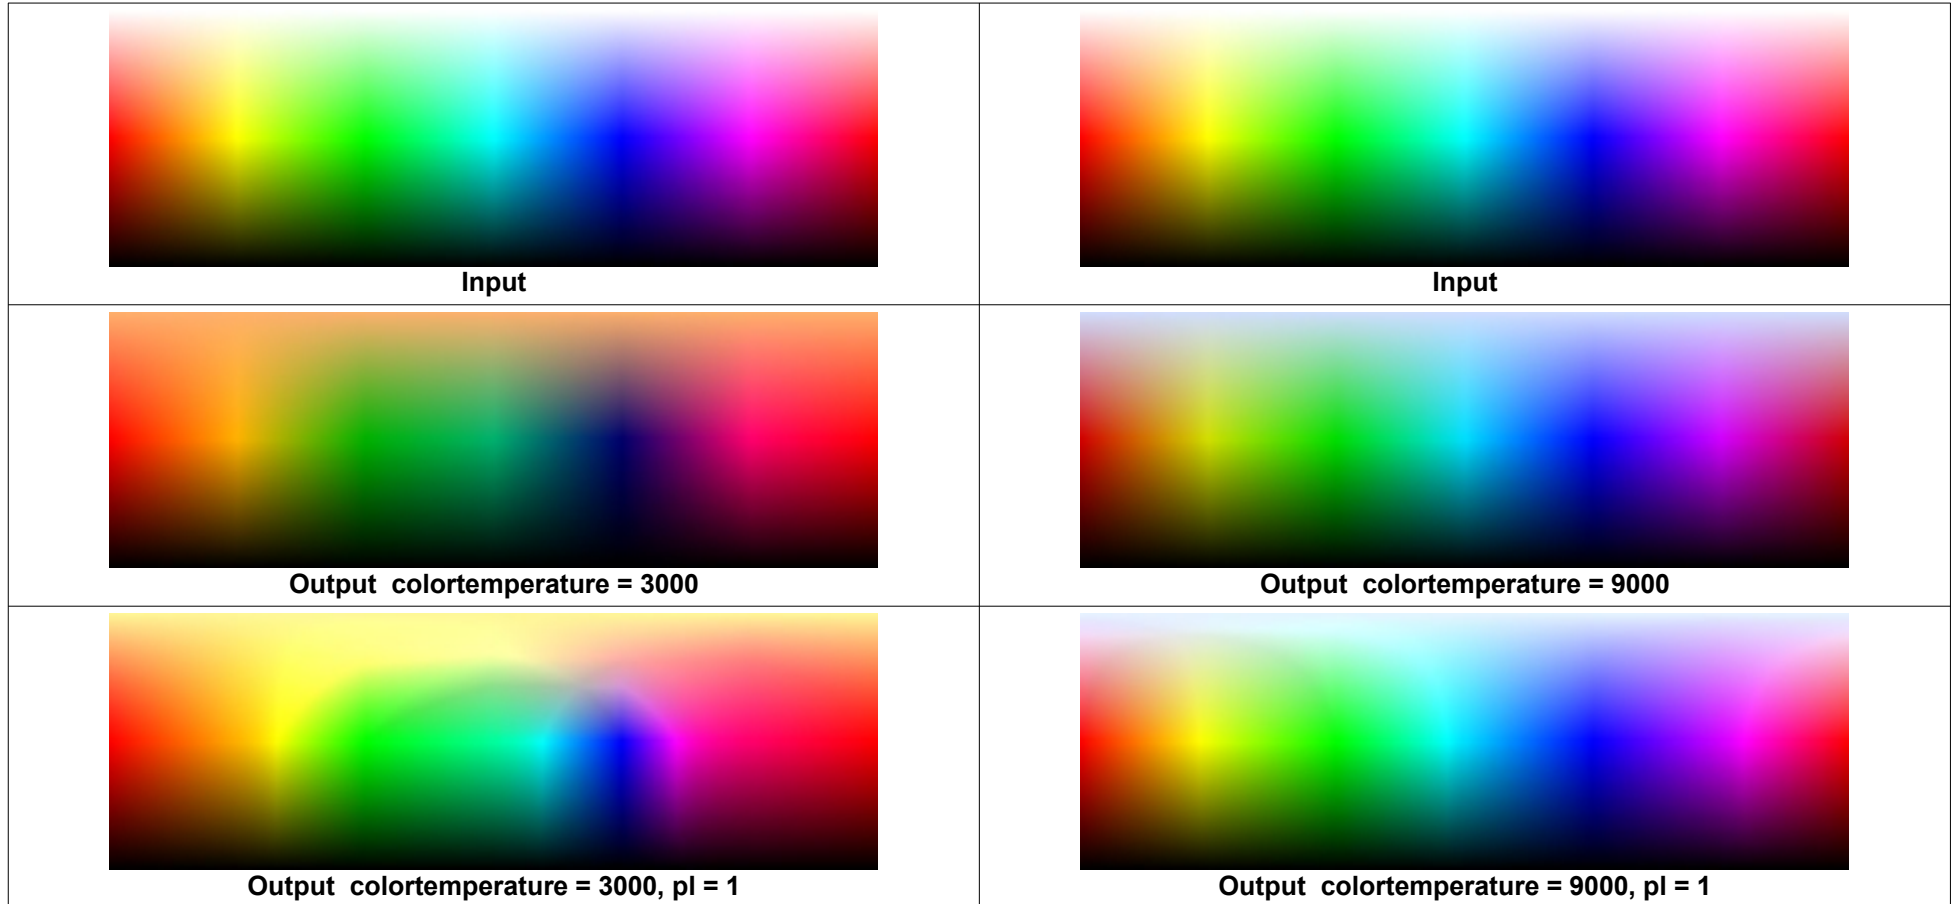 Input
Input
Output colortemperature = 3000
Output colortemperature = 9000
Output colortemperature = 3000, pl = 1
Output colortemperature = 9000, pl = 1